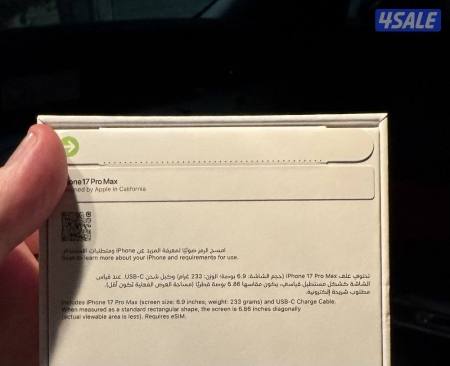 4SALE
iPhone 17 Pro Max
Designed by Apple in California
امسح الرمز ضوئيًا لمعرفة المزيد عن iPhone ومتطلبات الاستخدام.
Scan to learn more about your iPhone and requirements for use.
تحتوي على iPhone 17 Pro Max (حجم الشاشة: 6.9 بوصة؛ الوزن: 233 غرام) وكبل شحن USB-C. عند قياس
الشاشة كشكل مستطيل قياسي، يكون مقاسها 6.86 بوصة قطريًا (مساحة العرض الفعلية تكون أقل).
مطلوب شريحة إلكترونية.
Includes iPhone 17 Pro Max (screen size: 6.9 inches; weight: 233 grams) and USB-C Charge Cable.
When measured as a standard rectangular shape, the screen is 6.86 inches diagonally
(actual viewable area is less). Requires eSIM.